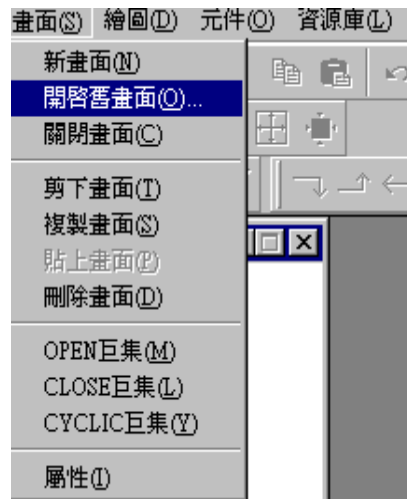 畫面(S) 繪圖(D) 元件(O) 資源庫(L)
新畫面(N)
開啓舊畫面(O)...
關閉畫面(C)
剪下畫面(T)
複製畫面(S)
貼上畫面(P)
刪除畫面(D)
OPEN巨集(M)
CLOSE巨集(L)
CYCLIC巨集(Y)
屬性(I)